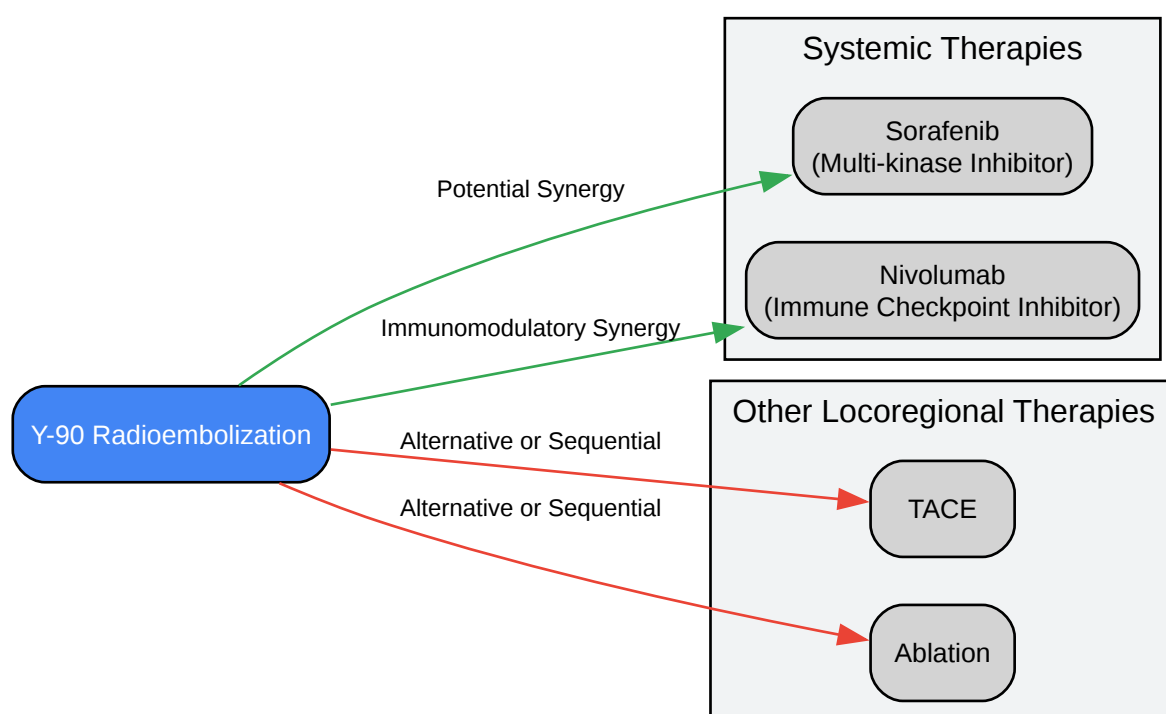 Systemic Therapies
Sorafenib
(Multi-kinase Inhibitor)
Potential Synergy
Nivolumab
(Immune Checkpoint Inhibitor)
Immunomodulatory Synergy
Y-90 Radioembolization
Other Locoregional Therapies
Alternative or Sequential
TACE
Alternative or Sequential
Ablation